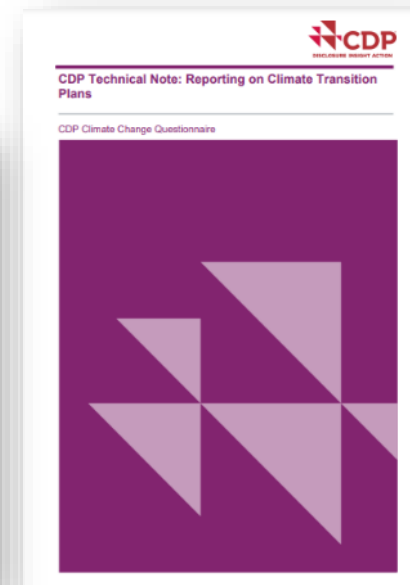 CDP
DISCLOSURE INSIGHT ACTION
CDP Technical Note: Reporting on Climate Transition
Plans
CDP Climate Change Questionnaire